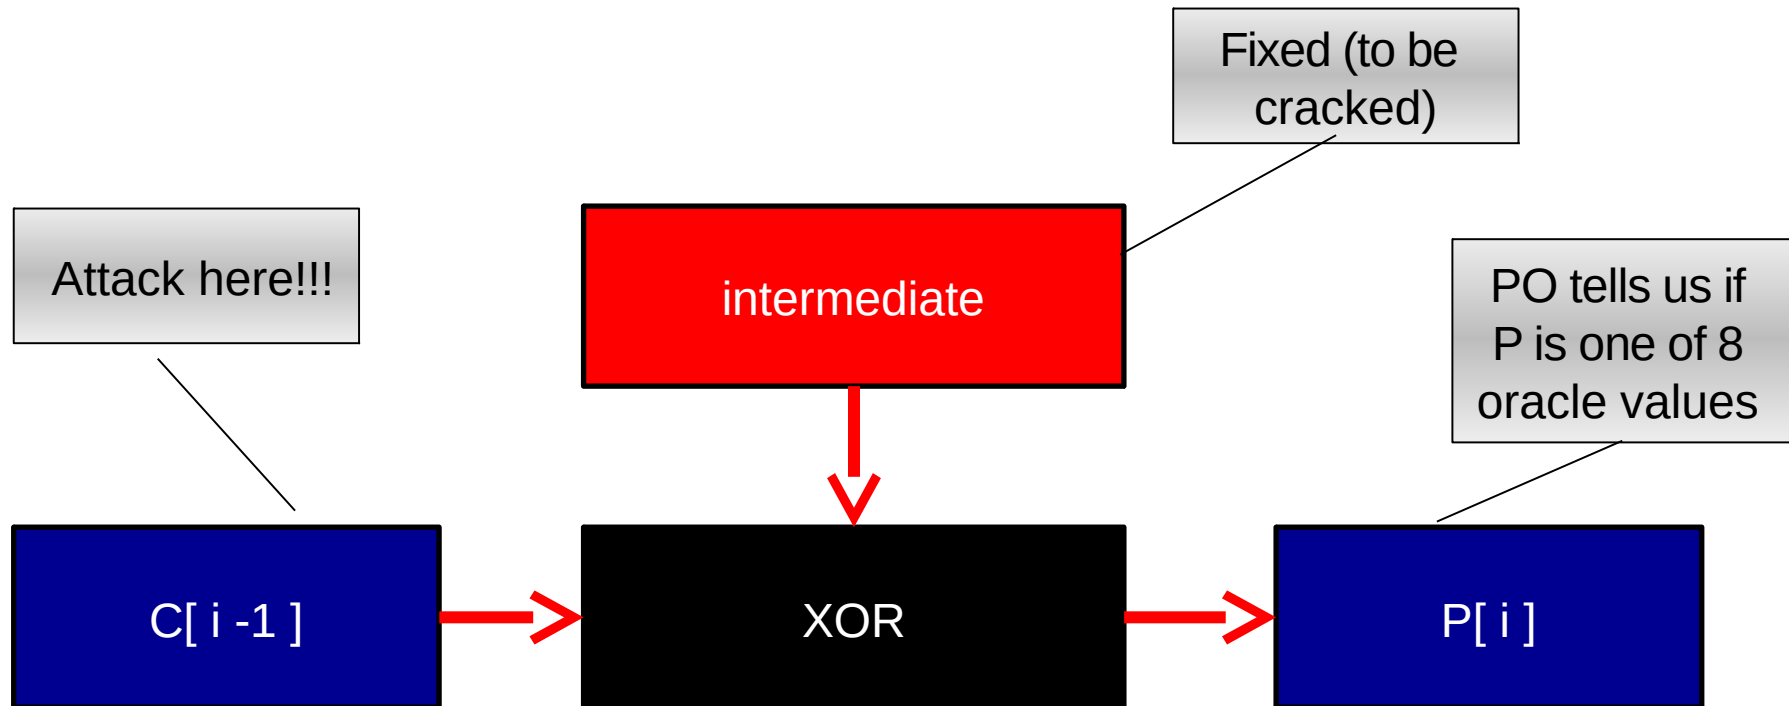 Fixed (to be
cracked)
Attack here!!!
intermediate
PO tells us if
P is one of 8
oracle values
C[ i -1 ]
XOR
P[ i ]